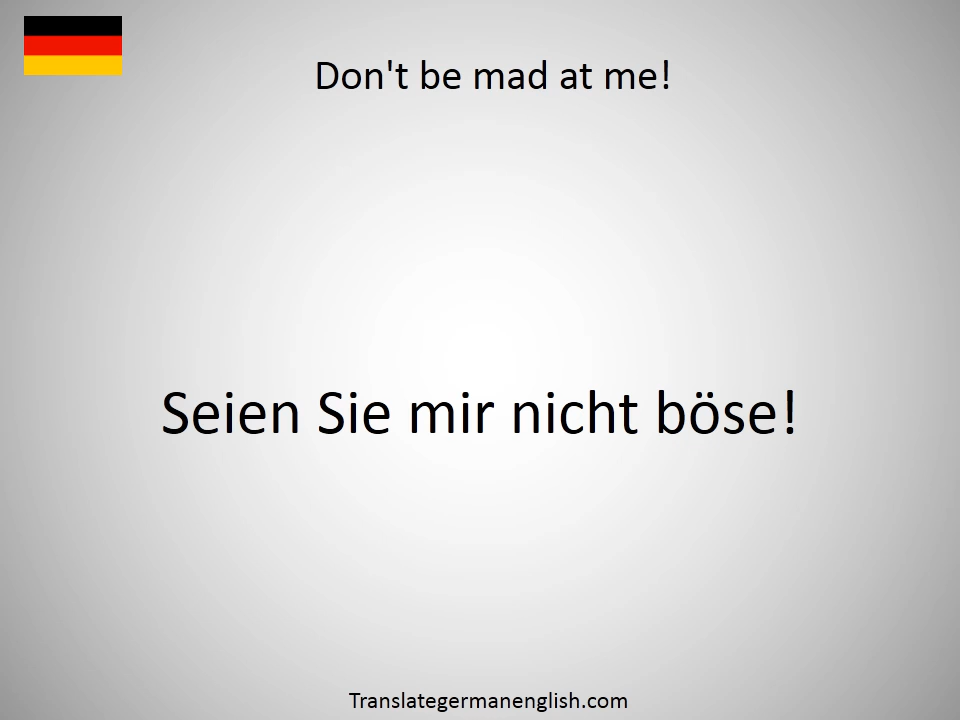 Don't be mad at me!
Seien Sie mir nicht böse!
Translategermanenglish.com